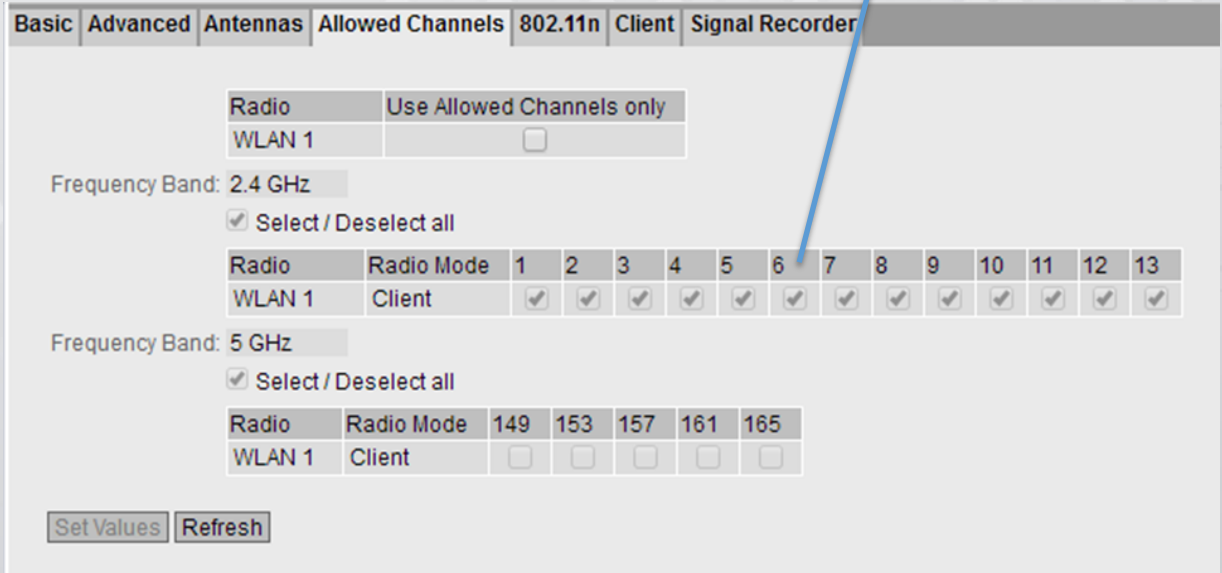 Basic Advanced Antennas Allowed Channels 802.11n Client Signal Recorder
Radio Use Allowed Channels only
WLAN 1
Frequency Band: 2.4 GHz
Select / Deselect all
Radio Radio Mode 1 2 3 4 5 6 7 8 9 10 11 12 13
WLAN 1 Client
Frequency Band: 5 GHz
Select / Deselect all
Radio Radio Mode 149 153 157 161 165
WLAN 1 Client
Set Values Refresh